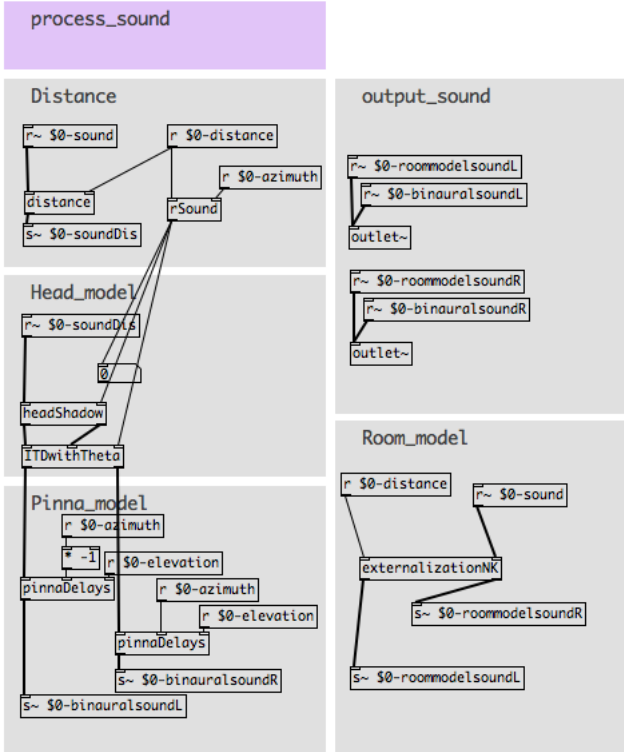 process_sound
Distance
r~ $0-sound
r $0-distance
r $0-azimuth
distance
rSound
s~ $0-soundDis
Head_model
r~ $0-soundDis
0
headShadow
ITDwithTheta
Pinna_model
r $0-azimuth
* -1
r $0-elevation
pinnaDelays
r $0-azimuth
r $0-elevation
pinnaDelays
s~ $0-binauralsoundR
s~ $0-binauralsoundL
output_sound
r~ $0-roommodelsoundL
r~ $0-binauralsoundL
outlet~
r~ $0-roommodelsoundR
r~ $0-binauralsoundR
outlet~
Room_model
r $0-distance
r~ $0-sound
externalizationNK
s~ $0-roommodelsoundR
s~ $0-roommodelsoundL